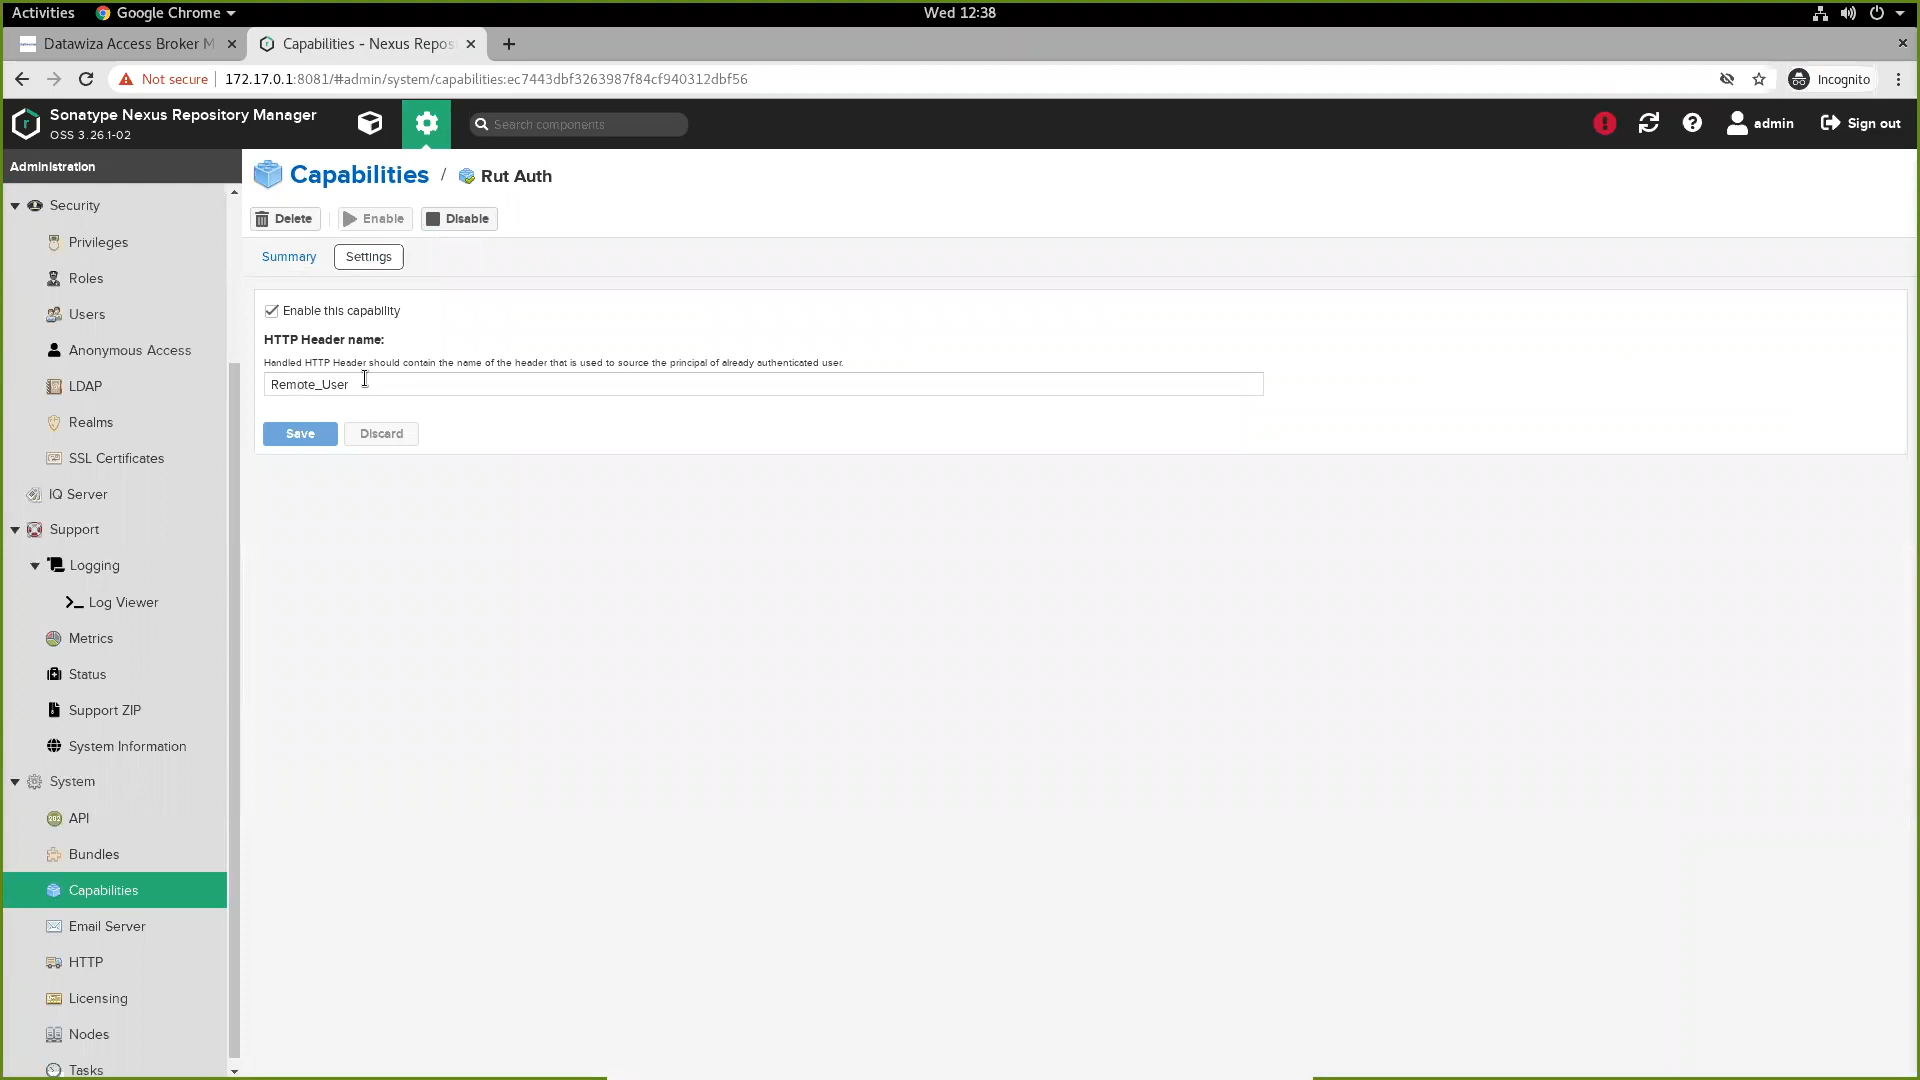 Activities Google Chrome Wed 12:38
Datawiza Access Broker M Capabilities - Nexus Repos
Not secure 172.17.0.1:8081/#admin/system/capabilities:ec7443dbf3263987f84cf940312dbf56 Incognito
Sonatype Nexus Repository Manager
OSS 3.26.1-02
Search components
admin Sign out
Administration
Capabilities / Rut Auth
Security
Delete Enable Disable
Privileges
Summary Settings
Roles
Users
Enable this capability
Anonymous Access
HTTP Header name:
Handled HTTP Header should contain the name of the header that is used to source the principal of already authenticated user.
LDAP
Remote_User
Realms
Save Discard
SSL Certificates
IQ Server
Support
Logging
Log Viewer
Metrics
Status
Support ZIP
System Information
System
API
Bundles
Capabilities
Email Server
HTTP
Licensing
Nodes
Tasks